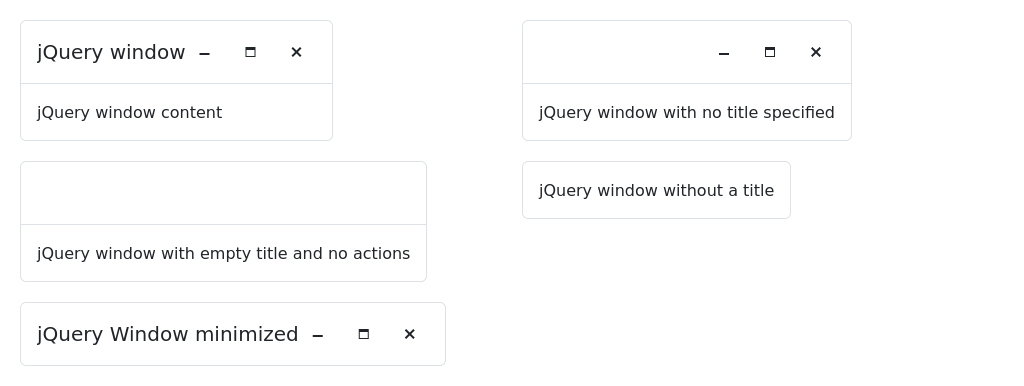 jQuery window
jQuery window content
jQuery window with no title specified
jQuery window with empty title and no actions
jQuery window without a title
jQuery Window minimized